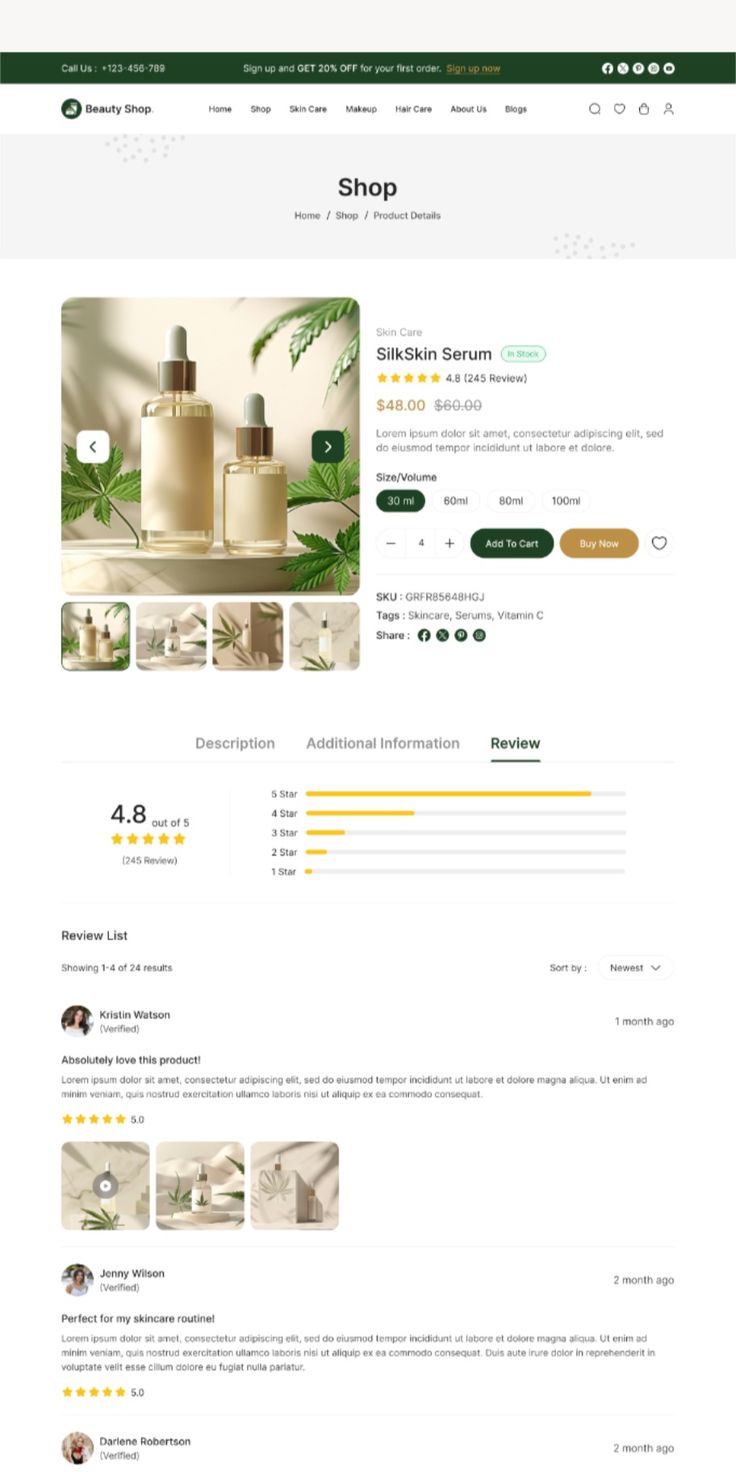 Call Us : +123-456-789
Sign up and GET 20% OFF for your first order. Sign up now
Beauty Shop.
Home Shop Skin Care Makeup Hair Care About Us Blogs
Shop
Home / Shop / Product Details
Skin Care
SilkSkin Serum In Stock
4.8 (245 Review)
$48.00 $60.00
Lorem ipsum dolor sit amet, consectetur adipiscing elit, sed
do eiusmod tempor incididunt ut labore et dolore.
Size/Volume
30 ml 60ml 80ml 100ml
4 Add To Cart Buy Now
SKU : GRFR85648HGJ
Tags : Skincare, Serums, Vitamin C
Share :
Description Additional Information Review
4.8 out of 5
(245 Review)
5 Star
4 Star
3 Star
2 Star
1 Star
Review List
Showing 1-4 of 24 results
Sort by : Newest
Kristin Watson
(Verified)
1 month ago
Absolutely love this product!
Lorem ipsum dolor sit amet, consectetur adipiscing elit, sed do eiusmod tempor incididunt ut labore et dolore magna aliqua. Ut enim ad
minim veniam, quis nostrud exercitation ullamco laboris nisi ut aliquip ex ea commodo consequat.
5.0
Jenny Wilson
(Verified)
2 month ago
Perfect for my skincare routine!
Lorem ipsum dolor sit amet, consectetur adipiscing elit, sed do eiusmod tempor incididunt ut labore et dolore magna aliqua. Ut enim ad
minim veniam, quis nostrud exercitation ullamco laboris nisi ut aliquip ex ea commodo consequat. Duis aute irure dolor in reprehenderit in
voluptate velit esse cillum dolore eu fugiat nulla pariatur.
5.0
Darlene Robertson
(Verified)
2 month ago